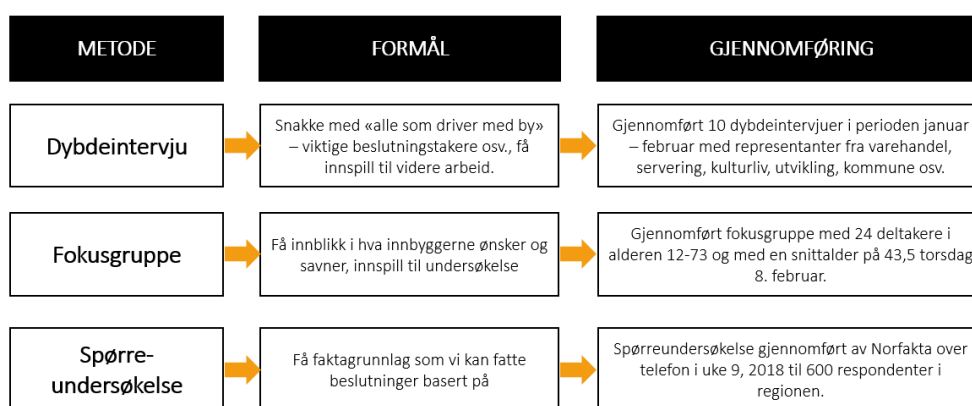 METODE
FORMÅL
GJENNOMFØRING
Dybdeintervju
Snakke med «alle som driver med by»
– viktige beslutningstakere osv., få
innspill til videre arbeid.
Gjennomført 10 dybdeintervjuer i perioden januar
– februar med representanter fra varehandel,
servering, kulturliv, utvikling, kommune osv.
Fokusgruppe
Få innblikk i hva innbyggerne ønsker og
savner, innspill til undersøkelse
Gjennomført fokusgruppe med 24 deltakere i
alderen 12-73 og med en snittalder på 43,5 torsdag
8. februar.
Spørre-
undersøkelse
Få faktagrunnlag som vi kan fatte
beslutninger basert på
Spørreundersøkelse gjennomført av Norfakta over
telefon i uke 9, 2018 til 600 respondenter i
regionen.